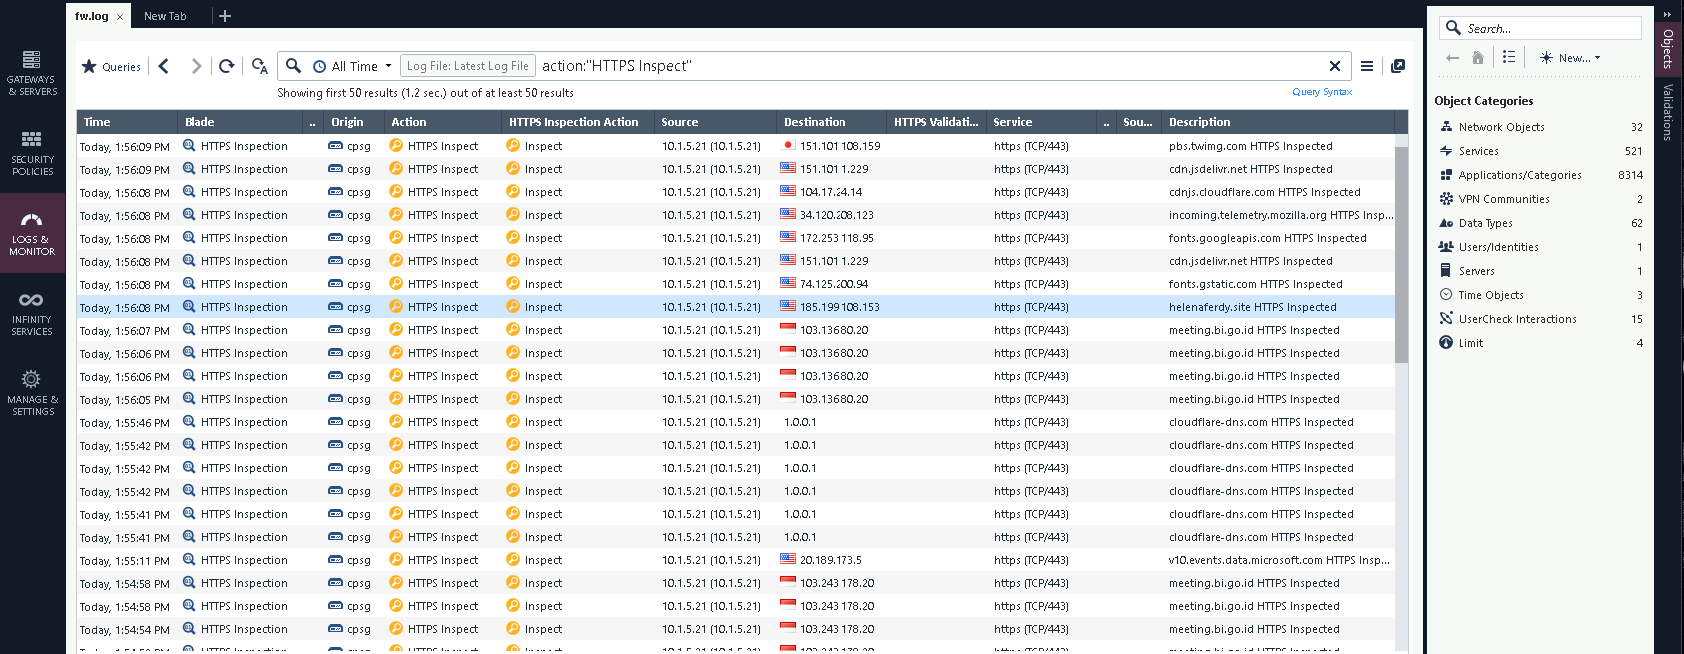 fw.log × New Tab +
GATEWAYS
& SERVERS
SECURITY
POLICIES
LOGS &
MONITOR
INFINITY
SERVICES
MANAGE &
SETTINGS
Queries All Time Log File: Latest Log File action:"HTTPS Inspect"
Showing first 50 results (1.2 sec.) out of at least 50 results Query Syntax
Time Blade .. Origin Action HTTPS Inspection Action Source Destination HTTPS Validati... Service .. Sou... Description
Today, 1:56:09 PM HTTPS Inspection cpsg HTTPS Inspect Inspect 10.1.5.21 (10.1.5.21) 151.101 108.159 https (TCP/443) pbs.twimg.com HTTPS Inspected
Today, 1:56:09 PM HTTPS Inspection cpsg HTTPS Inspect Inspect 10.1.5.21 (10.1.5.21) 151.101 1.229 https (TCP/443) cdn.jsdelivr.net HTTPS Inspected
Today, 1:56:08 PM HTTPS Inspection cpsg HTTPS Inspect Inspect 10.1.5.21 (10.1.5.21) 104.17.24.14 https (TCP/443) cdnjs.cloudflare.com HTTPS Inspected
Today, 1:56:08 PM HTTPS Inspection cpsg HTTPS Inspect Inspect 10.1.5.21 (10.1.5.21) 34.120.208.123 https (TCP/443) incoming.telemetry.mozilla.org HTTPS Insp...
Today, 1:56:08 PM HTTPS Inspection cpsg HTTPS Inspect Inspect 10.1.5.21 (10.1.5.21) 172.253 118.95 https (TCP/443) fonts.googleapis.com HTTPS Inspected
Today, 1:56:08 PM HTTPS Inspection cpsg HTTPS Inspect Inspect 10.1.5.21 (10.1.5.21) 151.101 1.229 https (TCP/443) cdn.jsdelivr.net HTTPS Inspected
Today, 1:56:08 PM HTTPS Inspection cpsg HTTPS Inspect Inspect 10.1.5.21 (10.1.5.21) 74.125.200.94 https (TCP/443) fonts.gstatic.com HTTPS Inspected
Today, 1:56:08 PM HTTPS Inspection cpsg HTTPS Inspect Inspect 10.1.5.21 (10.1.5.21) 185.199 108.153 https (TCP/443) helenaferdy.site HTTPS Inspected
Today, 1:56:07 PM HTTPS Inspection cpsg HTTPS Inspect Inspect 10.1.5.21 (10.1.5.21) 103.13680.20 https (TCP/443) meeting.bi.go.id HTTPS Inspected
Today, 1:56:06 PM HTTPS Inspection cpsg HTTPS Inspect Inspect 10.1.5.21 (10.1.5.21) 103.13680.20 https (TCP/443) meeting.bi.go.id HTTPS Inspected
Today, 1:56:06 PM HTTPS Inspection cpsg HTTPS Inspect Inspect 10.1.5.21 (10.1.5.21) 103.13680.20 https (TCP/443) meeting.bi.go.id HTTPS Inspected
Today, 1:56:05 PM HTTPS Inspection cpsg HTTPS Inspect Inspect 10.1.5.21 (10.1.5.21) 103.13680.20 https (TCP/443) meeting.bi.go.id HTTPS Inspected
Today, 1:55:46 PM HTTPS Inspection cpsg HTTPS Inspect Inspect 10.1.5.21 (10.1.5.21) 1.0.0.1 https (TCP/443) cloudflare-dns.com HTTPS Inspected
Today, 1:55:42 PM HTTPS Inspection cpsg HTTPS Inspect Inspect 10.1.5.21 (10.1.5.21) 1.0.0.1 https (TCP/443) cloudflare-dns.com HTTPS Inspected
Today, 1:55:42 PM HTTPS Inspection cpsg HTTPS Inspect Inspect 10.1.5.21 (10.1.5.21) 1.0.0.1 https (TCP/443) cloudflare-dns.com HTTPS Inspected
Today, 1:55:42 PM HTTPS Inspection cpsg HTTPS Inspect Inspect 10.1.5.21 (10.1.5.21) 1.0.0.1 https (TCP/443) cloudflare-dns.com HTTPS Inspected
Today, 1:55:41 PM HTTPS Inspection cpsg HTTPS Inspect Inspect 10.1.5.21 (10.1.5.21) 1.0.0.1 https (TCP/443) cloudflare-dns.com HTTPS Inspected
Today, 1:55:41 PM HTTPS Inspection cpsg HTTPS Inspect Inspect 10.1.5.21 (10.1.5.21) 1.0.0.1 https (TCP/443) cloudflare-dns.com HTTPS Inspected
Today, 1:55:11 PM HTTPS Inspection cpsg HTTPS Inspect Inspect 10.1.5.21 (10.1.5.21) 20.189.173.5 https (TCP/443) v10.events.data.microsoft.com HTTPS Insp...
Today, 1:54:58 PM HTTPS Inspection cpsg HTTPS Inspect Inspect 10.1.5.21 (10.1.5.21) 103.243 178.20 https (TCP/443) meeting.bi.go.id HTTPS Inspected
Today, 1:54:58 PM HTTPS Inspection cpsg HTTPS Inspect Inspect 10.1.5.21 (10.1.5.21) 103.243 178.20 https (TCP/443) meeting.bi.go.id HTTPS Inspected
Today, 1:54:54 PM HTTPS Inspection cpsg HTTPS Inspect Inspect 10.1.5.21 (10.1.5.21) 103.243 178.20 https (TCP/443) meeting.bi.go.id HTTPS Inspected
Search...
New...
Object Categories
Network Objects 32
Services 521
Applications/Categories 8314
VPN Communities 2
Data Types 62
Users/Identities 1
Servers 1
Time Objects 3
UserCheck Interactions 15
Limit 4
Objects
Validations